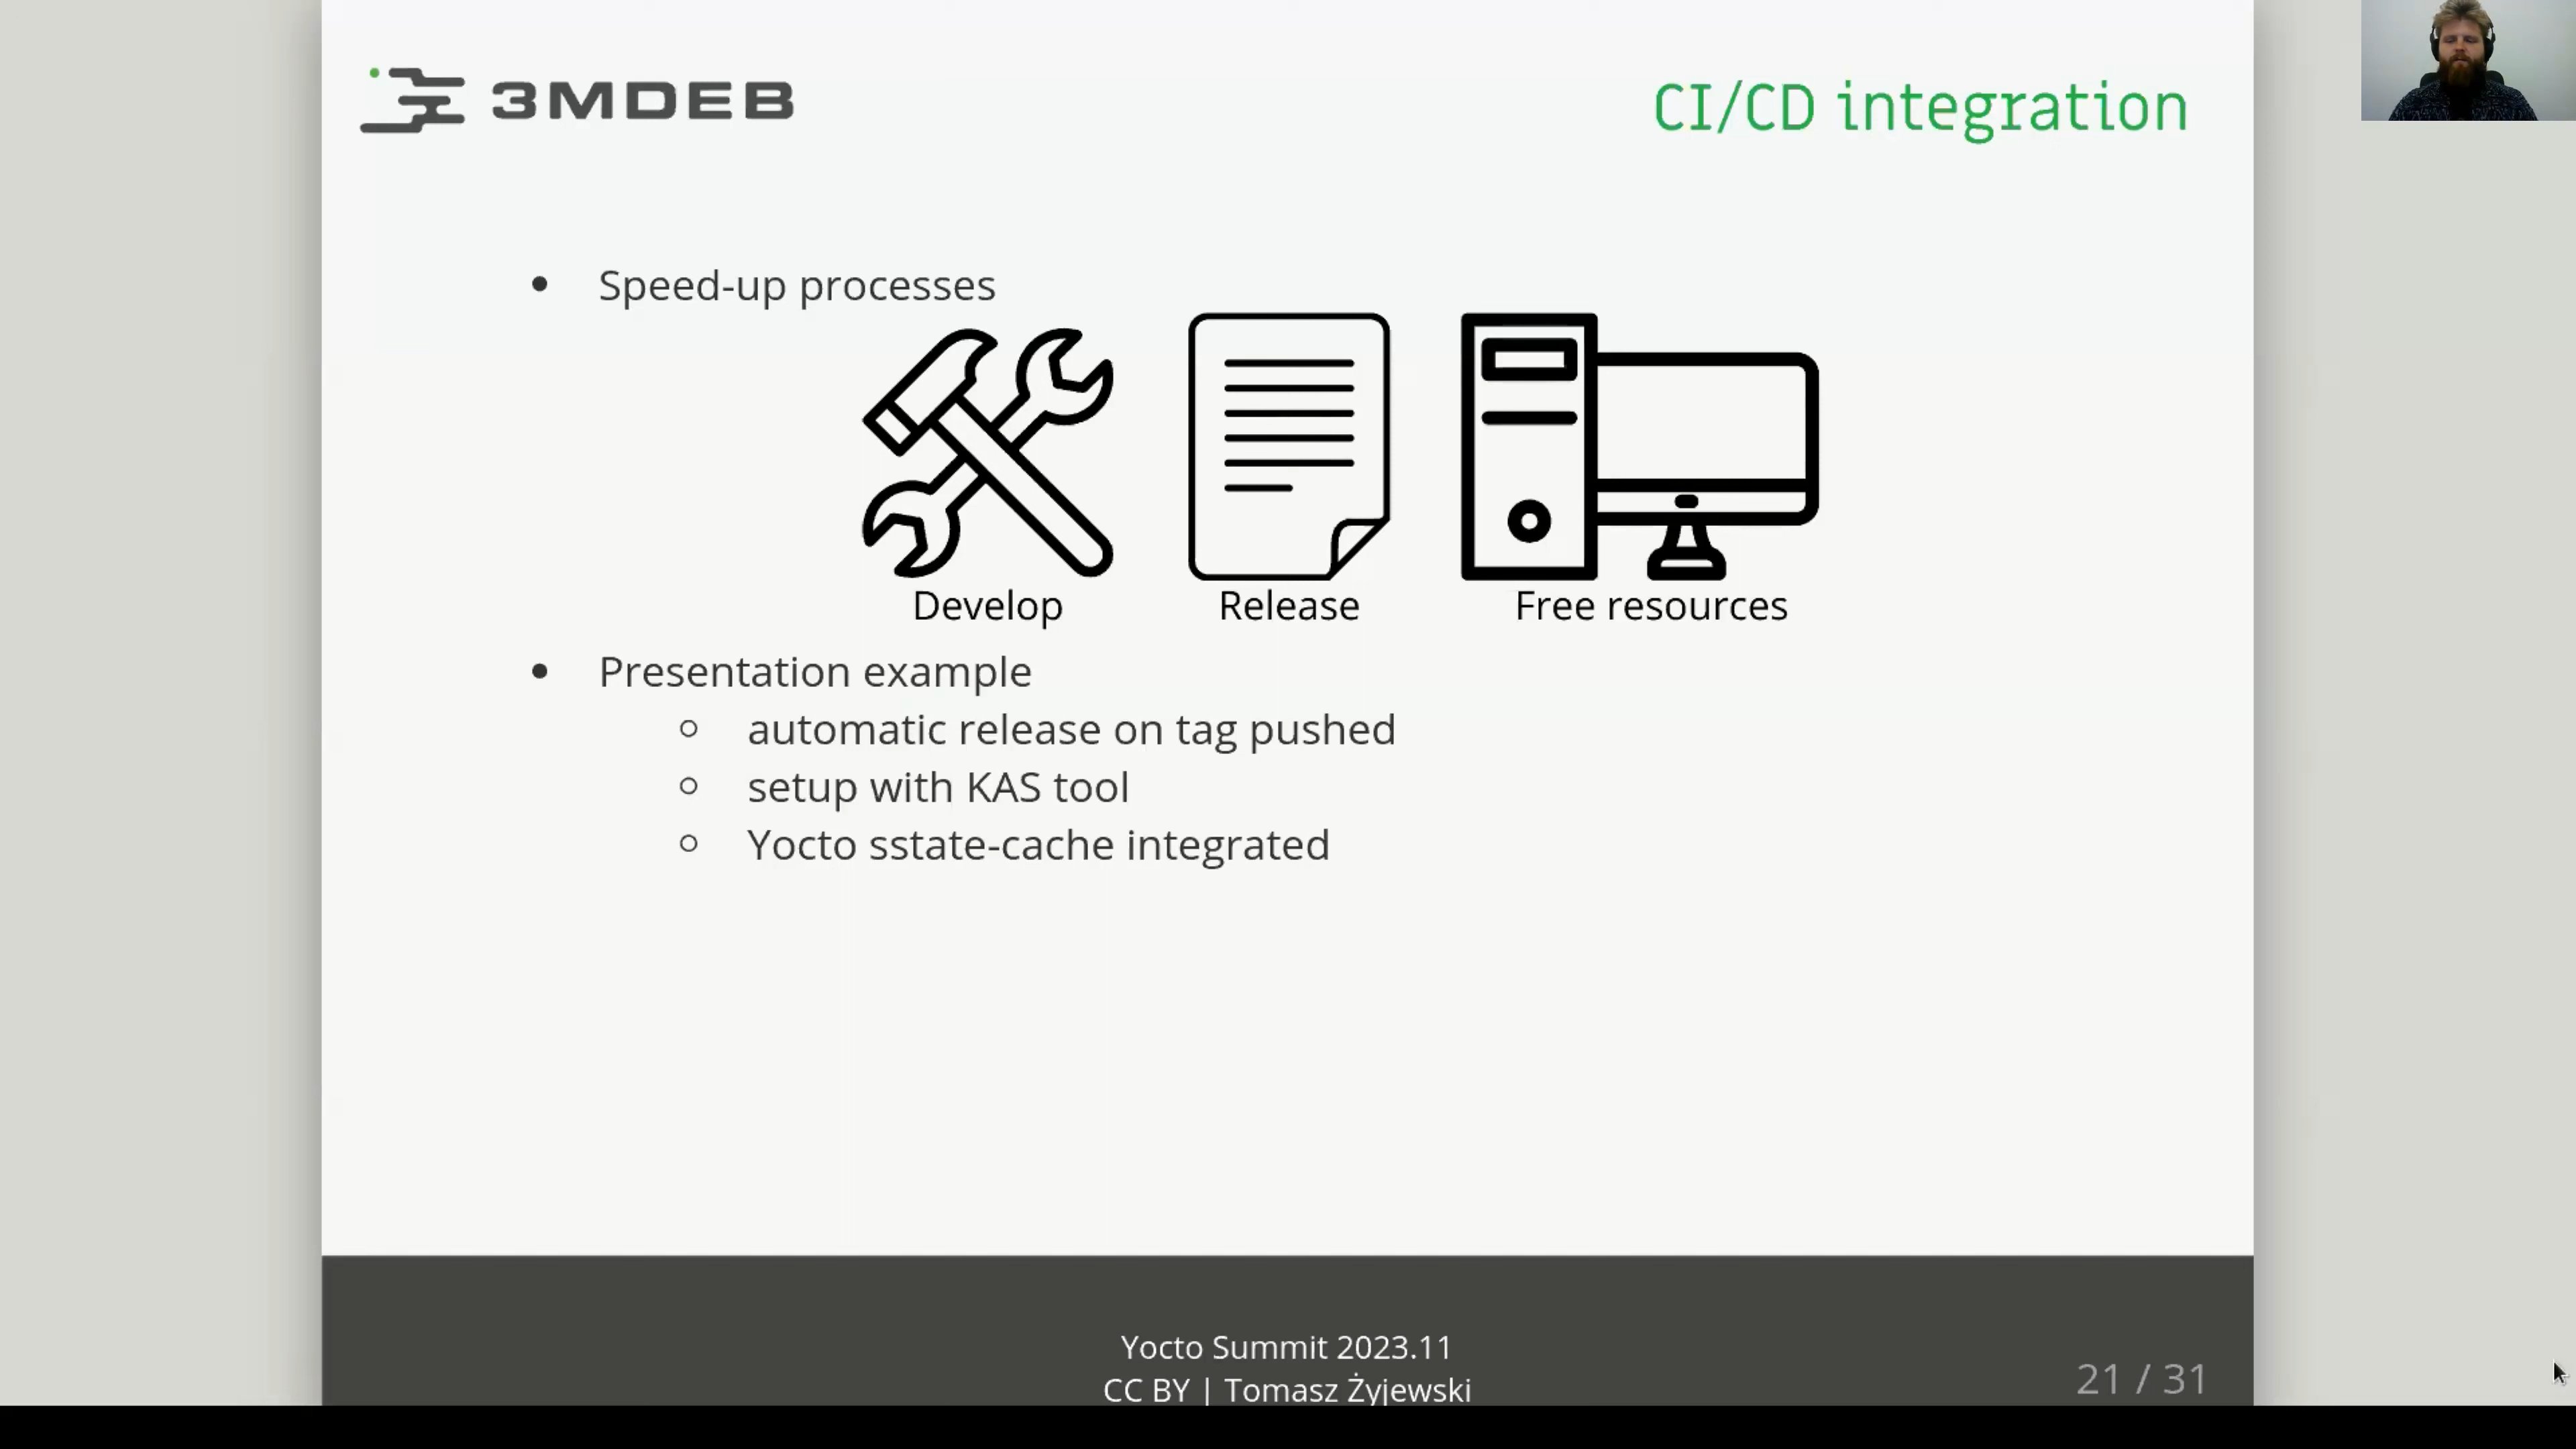 3MDEB
CI/CD integration
Speed-up processes
Develop
Release
Free resources
Presentation example
automatic release on tag pushed
setup with KAS tool
Yocto sstate-cache integrated
Yocto Summit 2023.11
CC BY | Tomasz Żyjewski
21 / 31